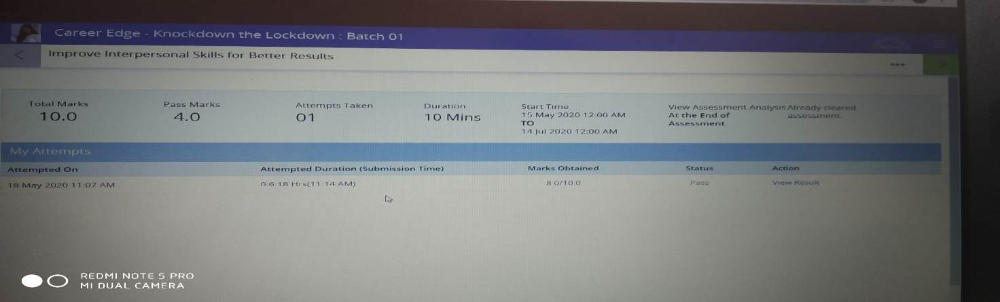 Career Edge - Knockdown the Lockdown : Batch 01
Improve Interpersonal Skills for Better Results
Total Marks
10.0
Pass Marks
4.0
Attempts Taken
01
Duration
10 Mins
Start Time
15 May 2020 12:00 AM
TO
14 Jul 2020 12:00 AM
View Assessment Analysis
At the End of
Assessment
Already cleared
assessment.
My Attempts
Attempted On Attempted Duration (Submission Time) Marks Obtained Status Action
18 May 2020 11:07 AM 0:6:18 Hrs(11:14 AM) 8.0/10.0 Pass View Result
REDMI NOTE 5 PRO
MI DUAL CAMERA